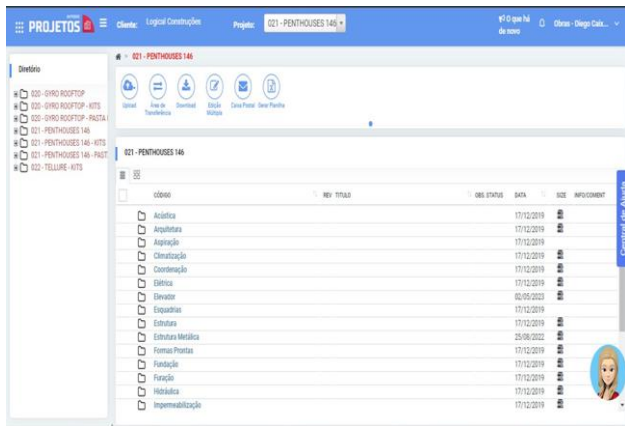 PROJETOS Cliente: Logical Construções Projeto: 021 - PENTHOUSES 146 O que há de novo Obras - Diego Caix...
021 - PENTHOUSES 146
Diretório
020 - GYRO ROOFTOP
020 - GYRO ROOFTOP - KITS
020 - GYRO ROOFTOP - PASTA
021 - PENTHOUSES 146
021 - PENTHOUSES 146 - KITS
021 - PENTHOUSES 146 - PAST
022 - TELLURE - KITS
Upload Área de Transferência Download Edição Múltipla Caixa Postal Gerar Planilha
021 - PENTHOUSES 146
CÓDIGO REV TITULO OBS. STATUS DATA SIZE INFO/COMENT
Acústica 17/12/2019
Arquitetura 17/12/2019
Aspiração 17/12/2019
Climatização 17/12/2019
Coordenação 17/12/2019
Elétrica 17/12/2019
Elevador 02/05/2023
Esquadrias 17/12/2019
Estrutura 17/12/2019
Estrutura Metálica 25/08/2022
Formas Prontas 17/12/2019
Fundação 17/12/2019
Furação 17/12/2019
Hidráulica 17/12/2019
Impermeabilização 17/12/2019
Central de Ajuda